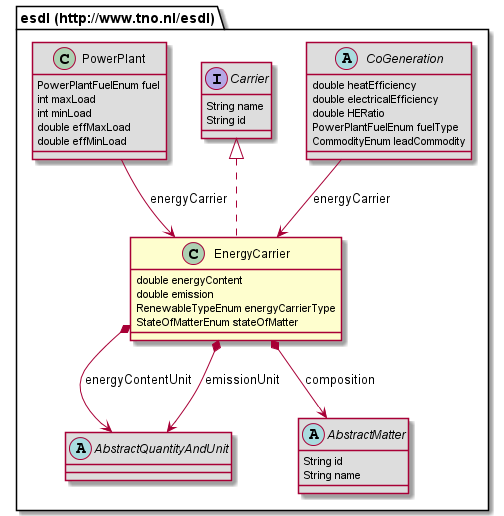 esdl (http://www.tno.nl/esdl)
C PowerPlant
PowerPlantFuelEnum fuel
int maxLoad
int minLoad
double effMaxLoad
double effMinLoad
I Carrier
String name
String id
A CoGeneration
double heatEfficiency
double electricalEfficiency
double HERatio
PowerPlantFuelEnum fuelType
CommodityEnum leadCommodity
energyCarrier
energyCarrier
C EnergyCarrier
double energyContent
double emission
RenewableTypeEnum energyCarrierType
StateOfMatterEnum stateOfMatter
energyContentUnit
emissionUnit
composition
A AbstractQuantityAndUnit
A AbstractMatter
String id
String name